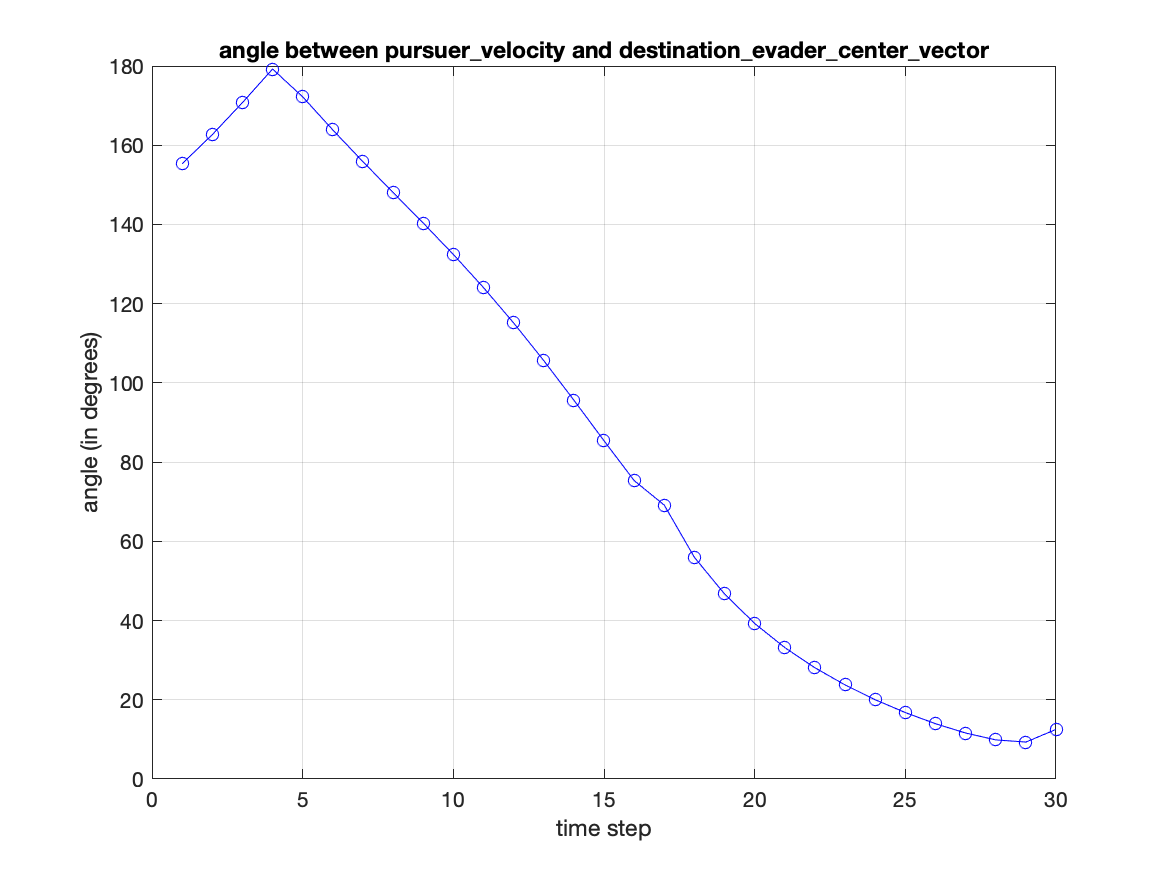 angle between pursuer_velocity and destination_evader_center_vector
180
160
140
120
100
80
60
40
20
0
angle (in degrees)
0 5 10 15 20 25 30
time step